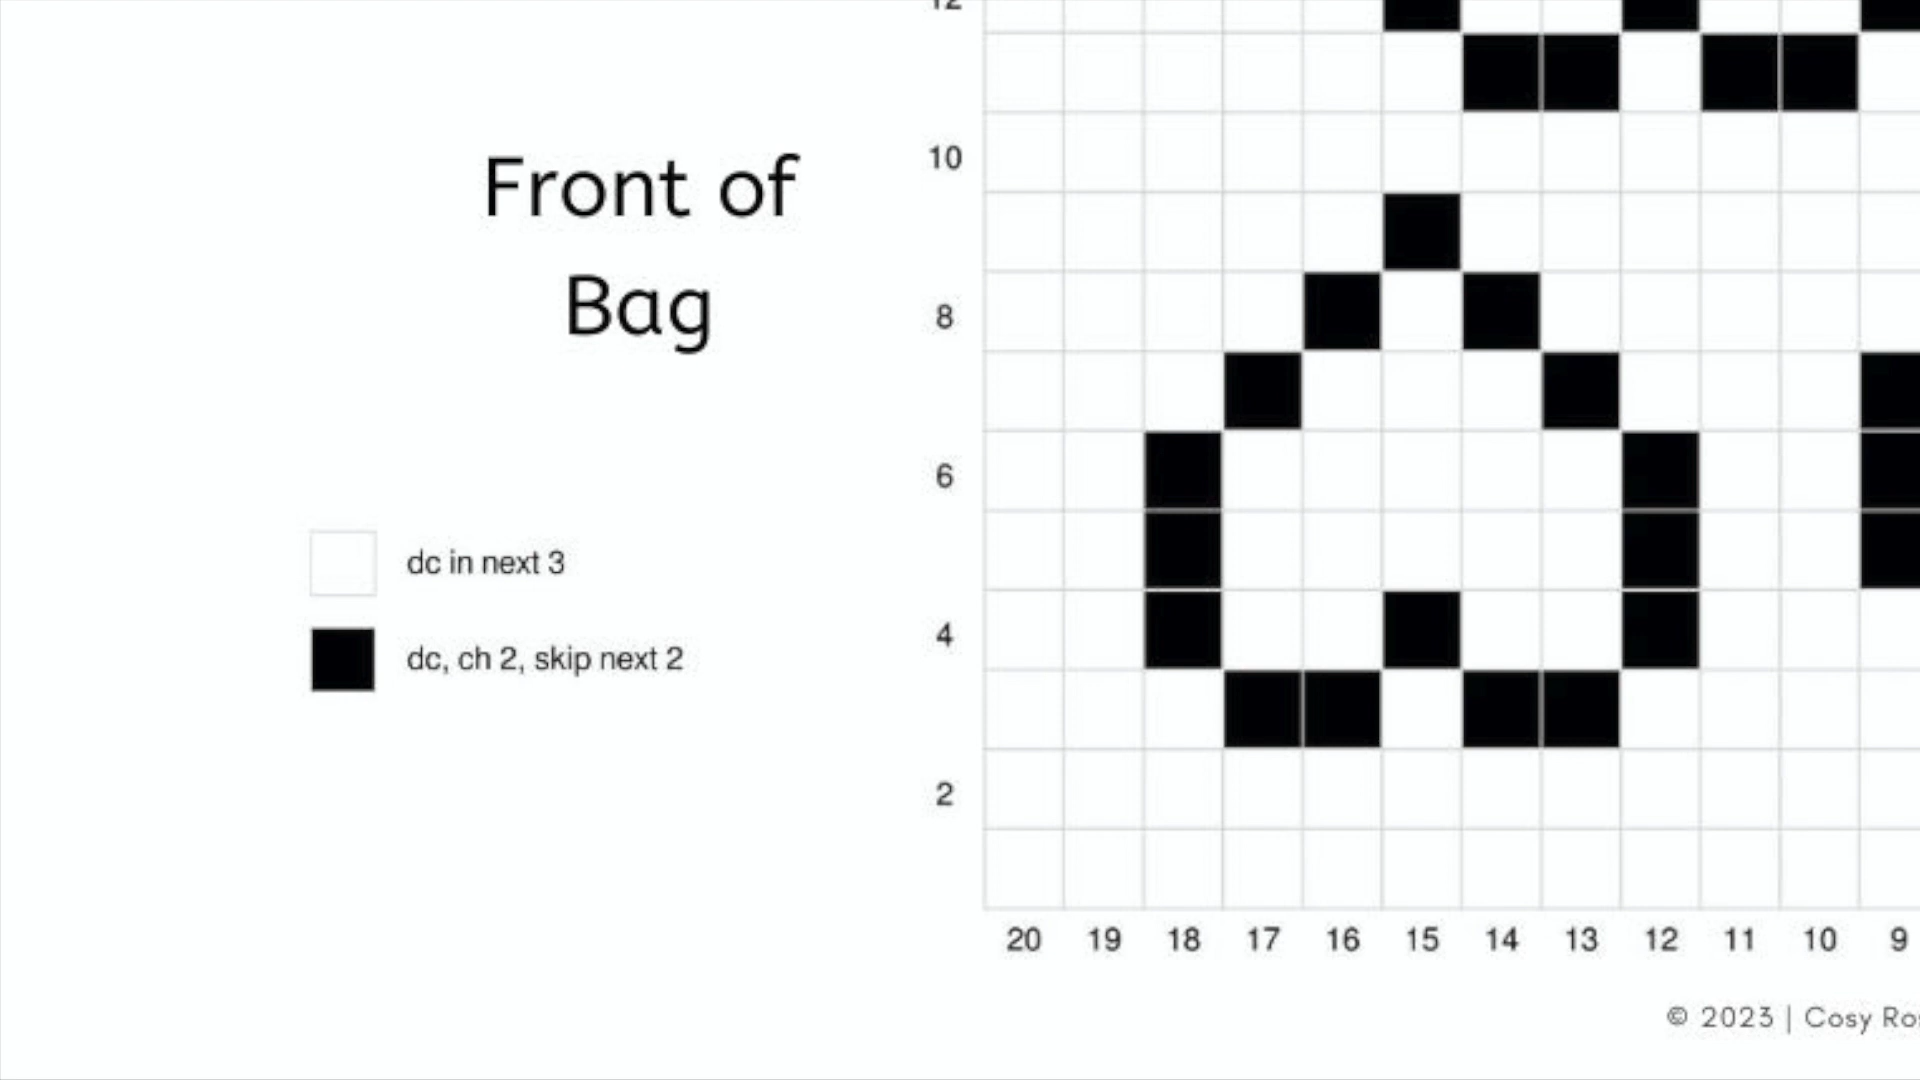 12
10
Front of
8
Bag
6
dc in next 3
4
dc, ch 2, skip next 2
2
20 19 18 17 16 15 14 13 12 11 10 9
© 2023 | Cosy